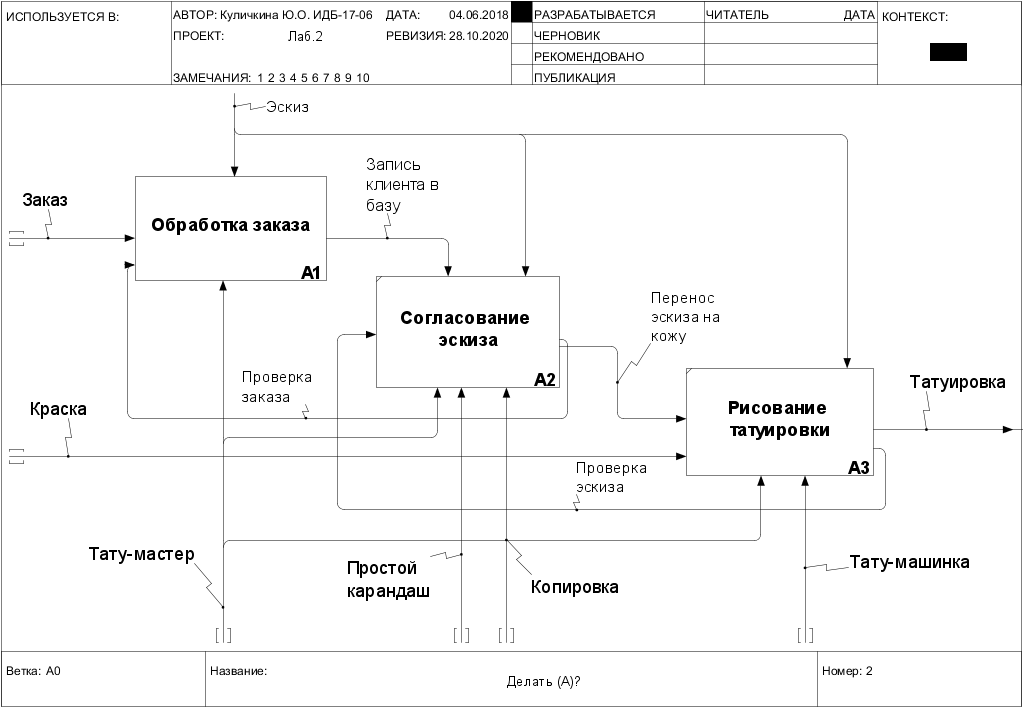 ИСПОЛЬЗУЕТСЯ В:
АВТОР: Куличкина Ю.О. ИДБ-17-06
ДАТА: 04.06.2018
ПРОЕКТ: Лаб.2
РЕВИЗИЯ: 28.10.2020
ЗАМЕЧАНИЯ: 1 2 3 4 5 6 7 8 9 10
РАЗРАБАТЫВАЕТСЯ
ЧЕРНОВИК
РЕКОМЕНДОВАНО
ПУБЛИКАЦИЯ
ЧИТАТЕЛЬ
ДАТА
КОНТЕКСТ:
Эскиз
Запись
клиента в
базу
Заказ
Обработка заказа
A1
Согласование
эскиза
A2
Перенос
эскиза на
кожу
Проверка
заказа
Краска
Татуировка
Рисование
татуировки
A3
Проверка
эскиза
Тату-мастер
Простой
карандаш
Копировка
Тату-машинка
Ветка: A0
Название:
Делать (A)?
Номер: 2